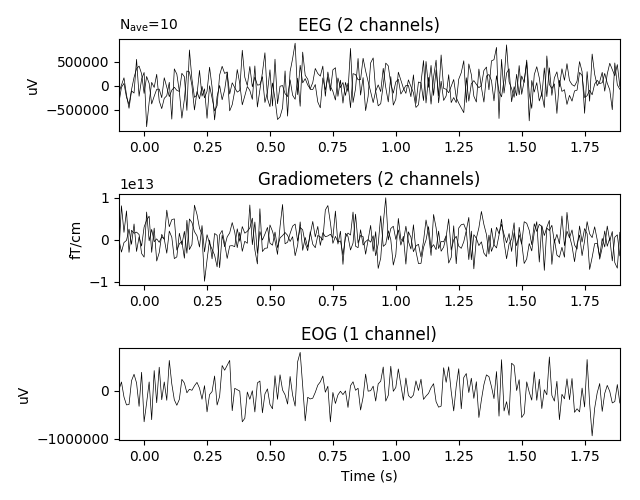 N_ave=10
EEG (2 channels)
uV
500000
0
−500000
0.00 0.25 0.50 0.75 1.00 1.25 1.50 1.75
1e13
Gradiometers (2 channels)
fT/cm
1
0
−1
0.00 0.25 0.50 0.75 1.00 1.25 1.50 1.75
EOG (1 channel)
uV
0
−1000000
0.00 0.25 0.50 0.75 1.00 1.25 1.50 1.75
Time (s)